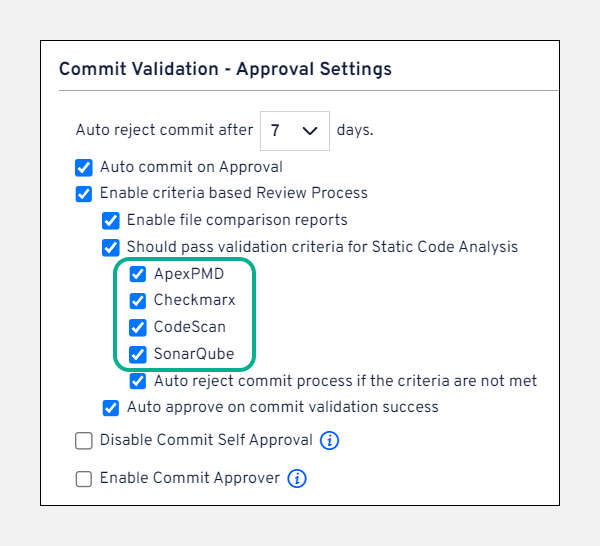 Commit Validation - Approval Settings
Auto reject commit after 7 days.
Auto commit on Approval
Enable criteria based Review Process
Enable file comparison reports
Should pass validation criteria for Static Code Analysis
ApexPMD
Checkmarx
CodeScan
SonarQube
Auto reject commit process if the criteria are not met
Auto approve on commit validation success
Disable Commit Self Approval i
Enable Commit Approver i